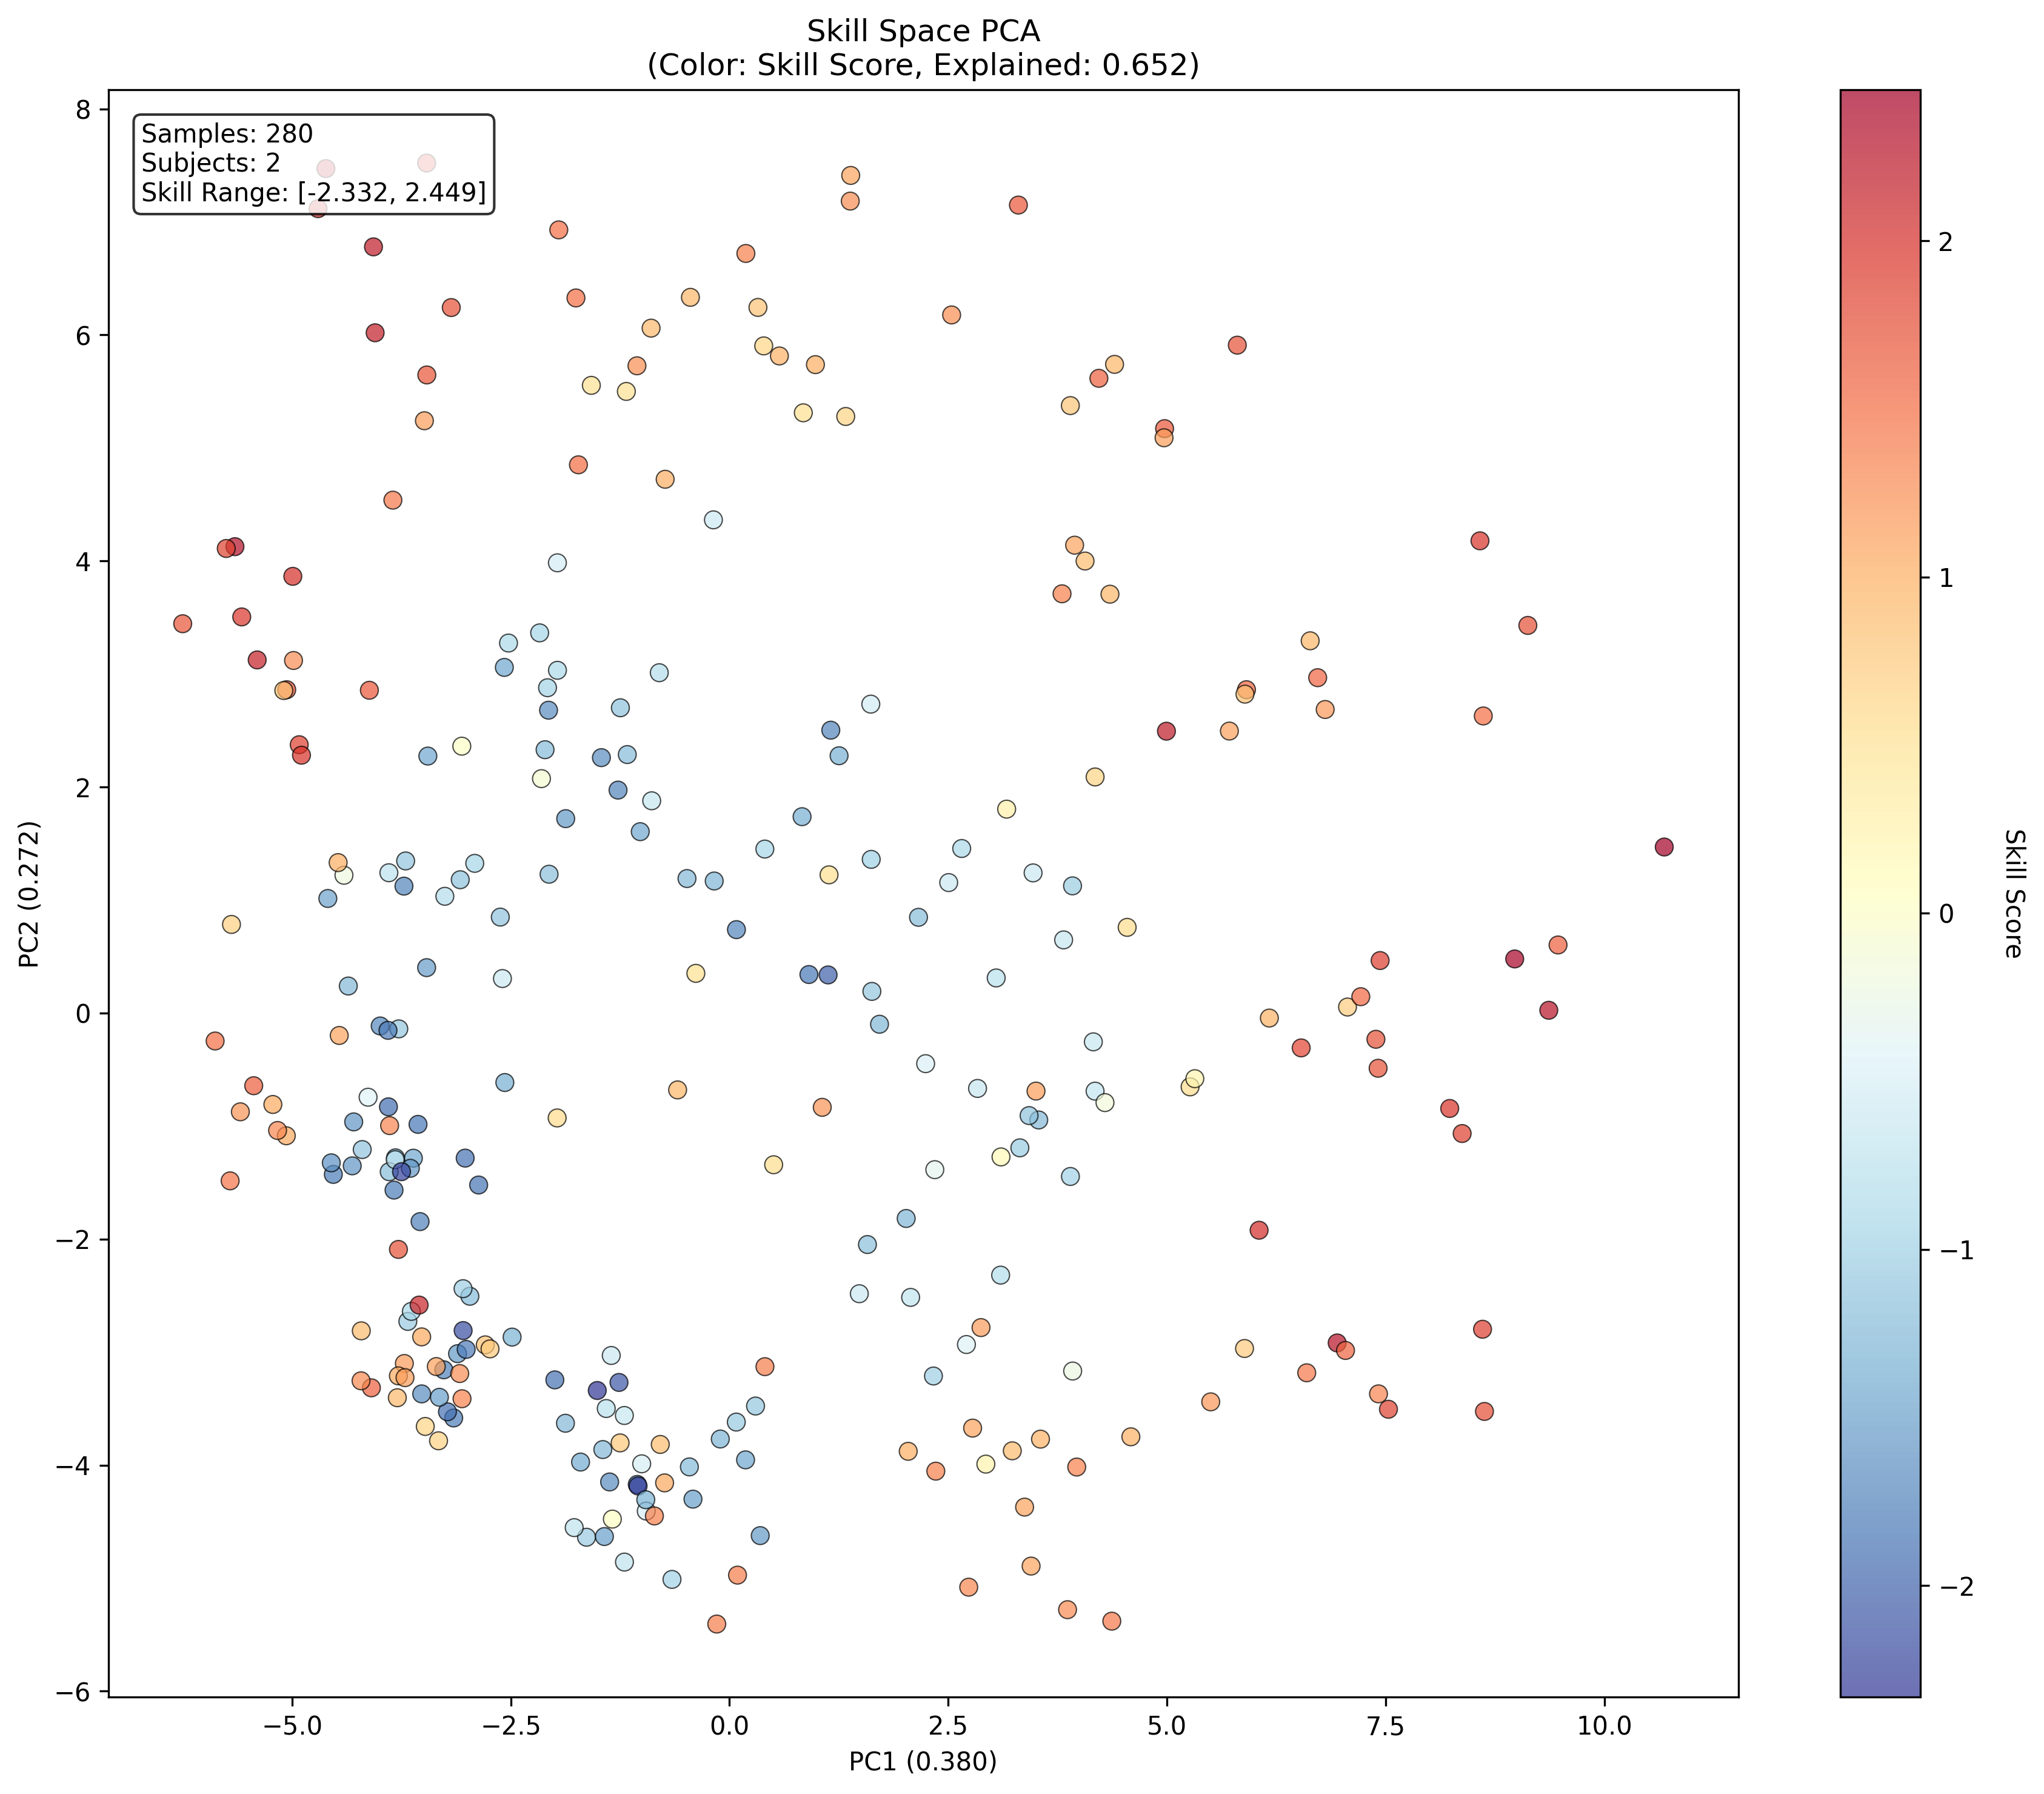 Skill Space PCA
(Color: Skill Score, Explained: 0.652)
Samples: 280
Subjects: 2
Skill Range: [-2.332, 2.449]
8
6
4
2
0
−2
−4
−6
PC2 (0.272)
−5.0
−2.5
0.0
2.5
5.0
7.5
10.0
PC1 (0.380)
2
1
0
−1
−2
Skill Score